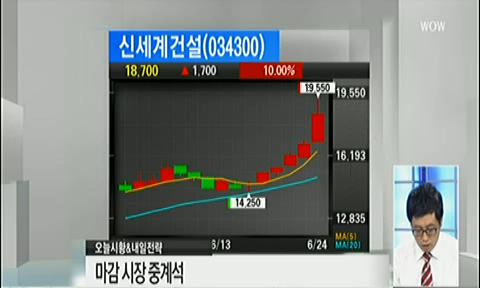 WOW
신세계건설(034300)
18,700 ▲ 1,700 10.00%
19,550
19,550
16,193
14,250
12,835
MA(5)
MA(20)
6/13 6/24
오늘시황&내일전략
마감 시장 중계석